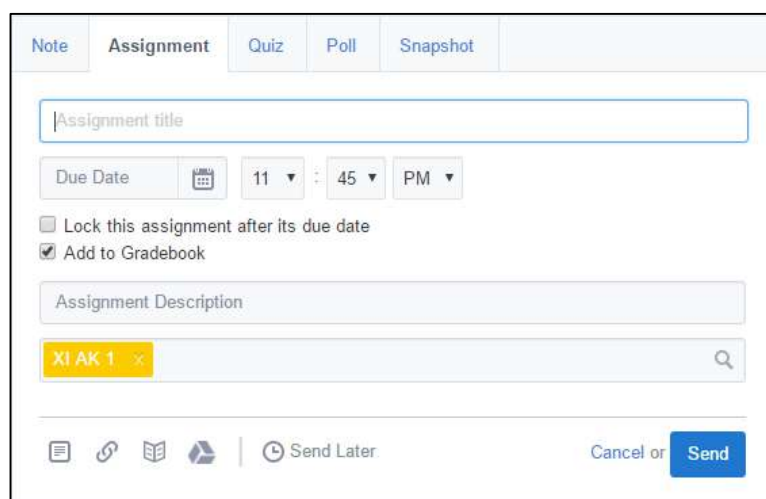 Note Assignment Quiz Poll Snapshot
Assignment title
Due Date 11 : 45 PM
Lock this assignment after its due date
Add to Gradebook
Assignment Description
XI AK 1 ×
Send Later Cancel or Send